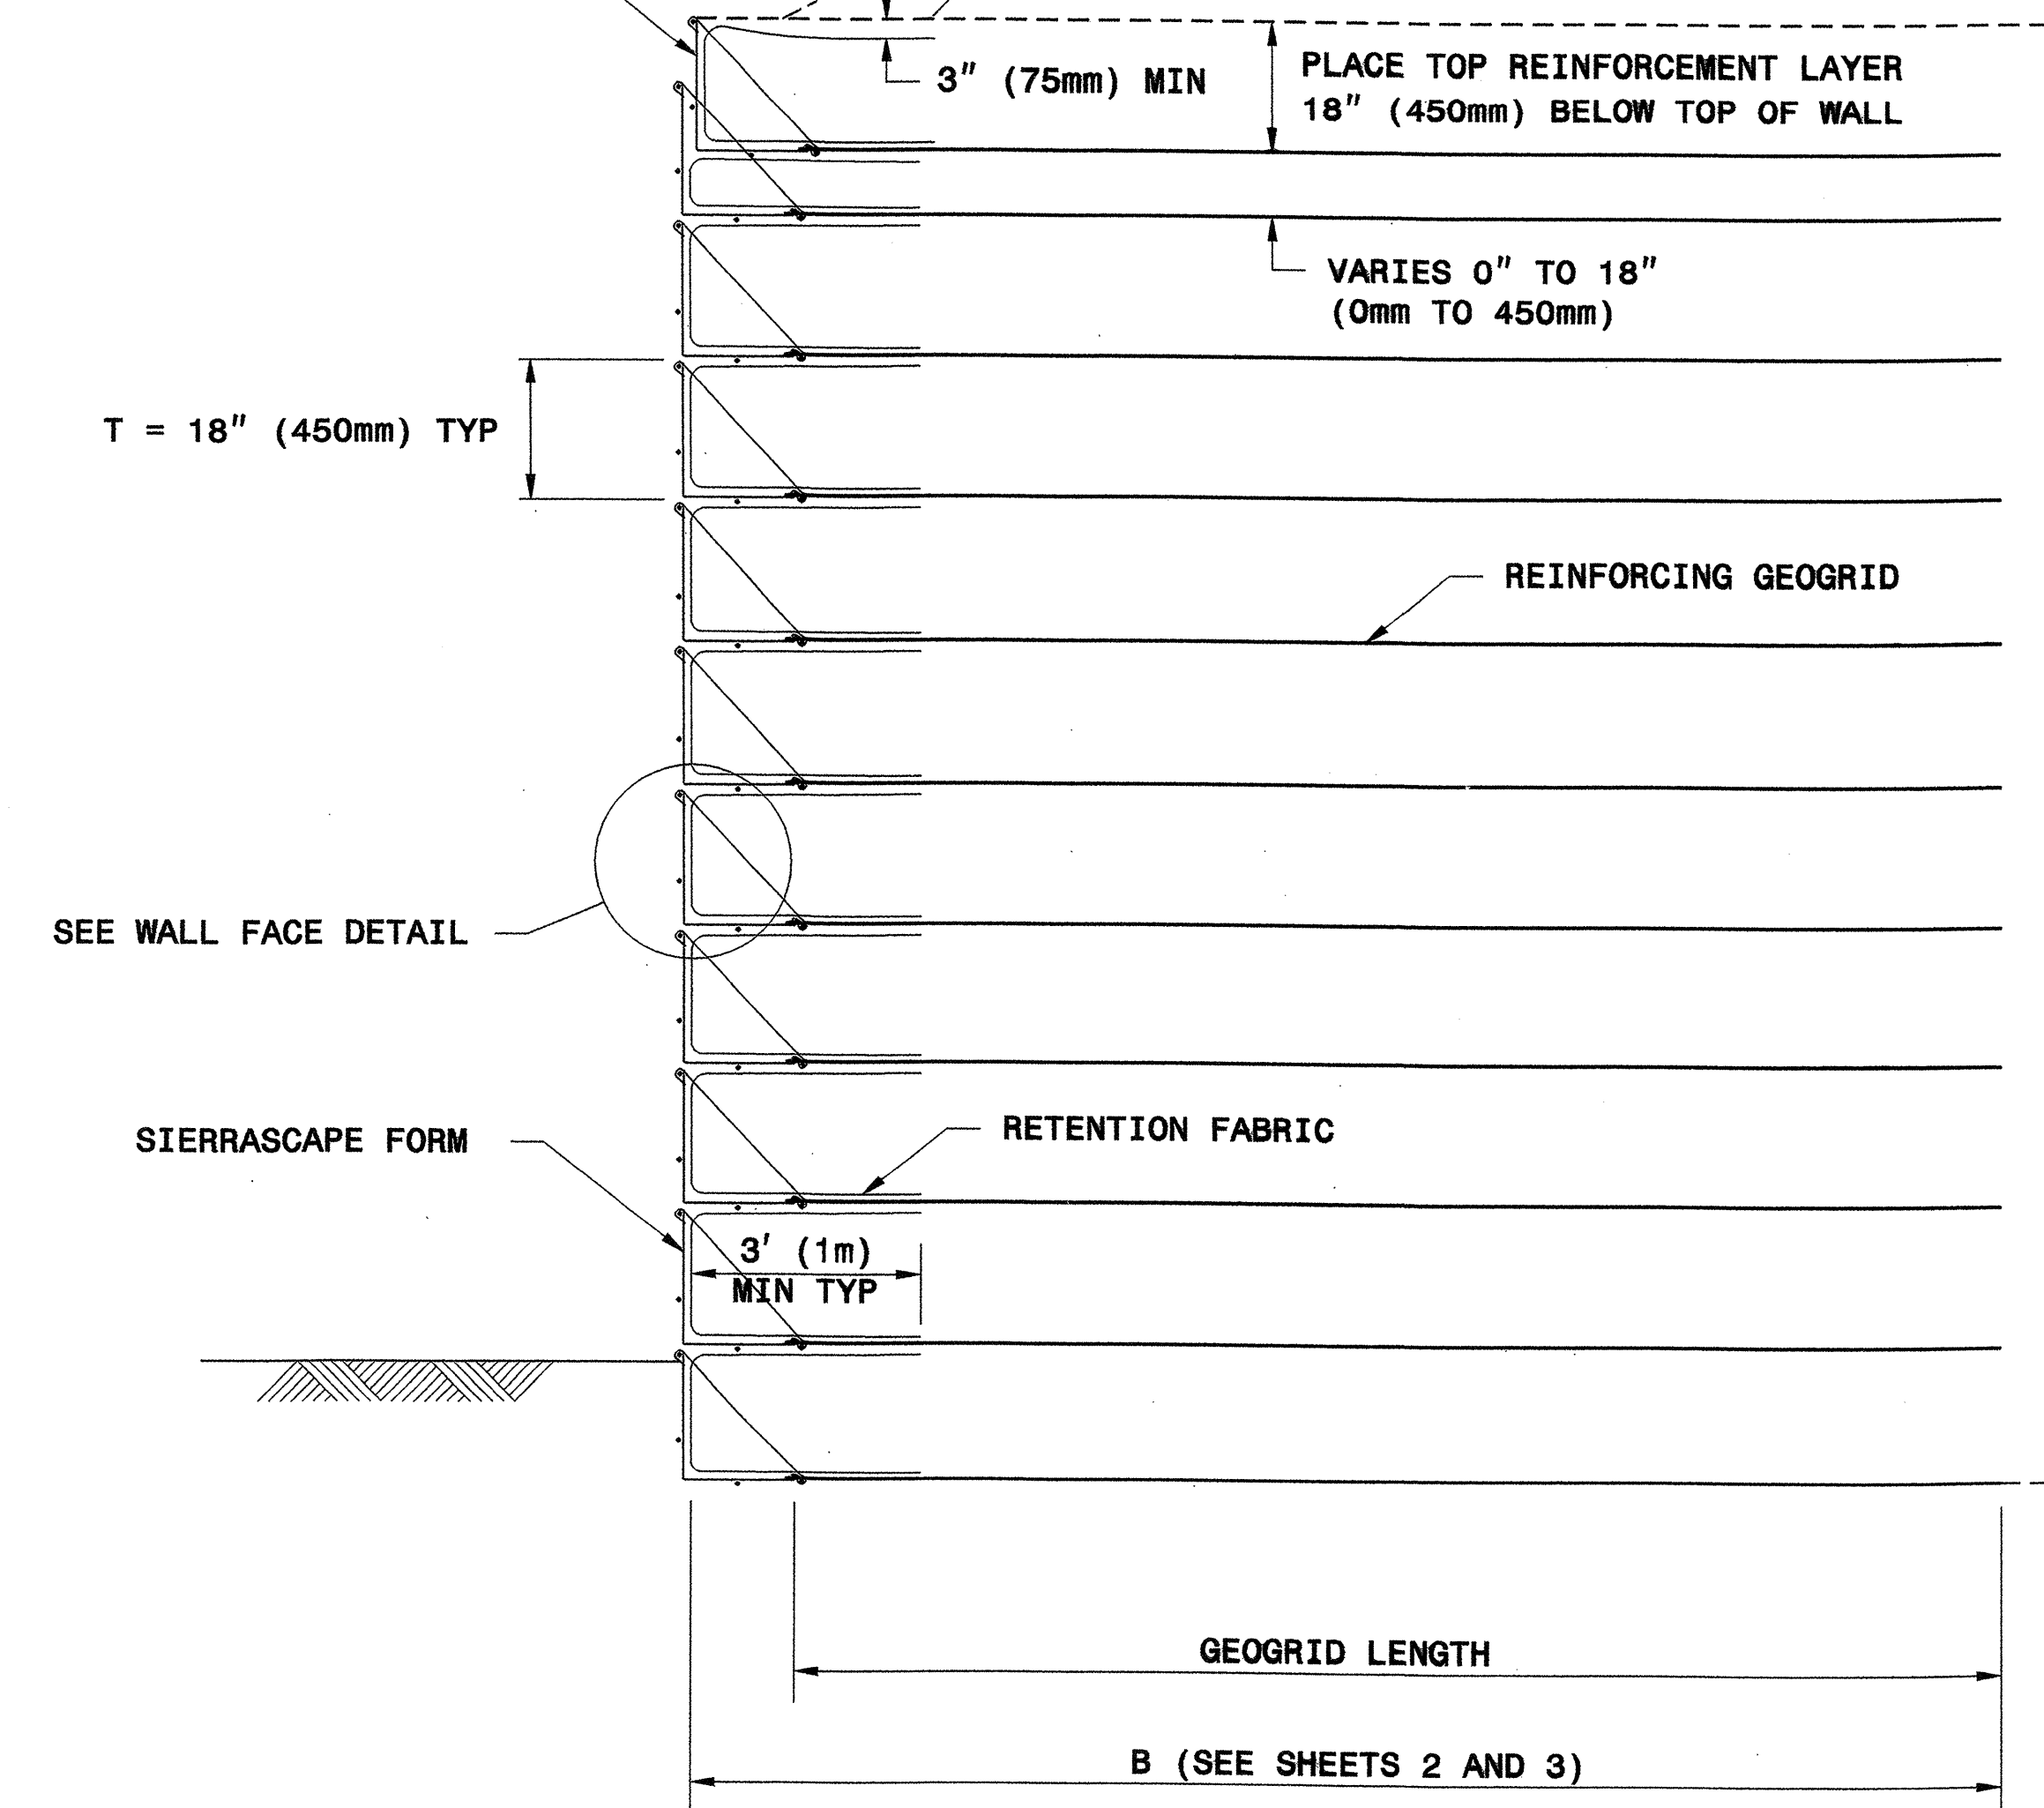 3" (75mm) MIN
PLACE TOP REINFORCEMENT LAYER
18" (450mm) BELOW TOP OF WALL
VARIES 0" TO 18"
(0mm TO 450mm)
T = 18" (450mm) TYP
REINFORCING GEOGRID
SEE WALL FACE DETAIL
SIERRASCAPE FORM
RETENTION FABRIC
3' (1m)
MIN TYP
GEOGRID LENGTH
B (SEE SHEETS 2 AND 3)